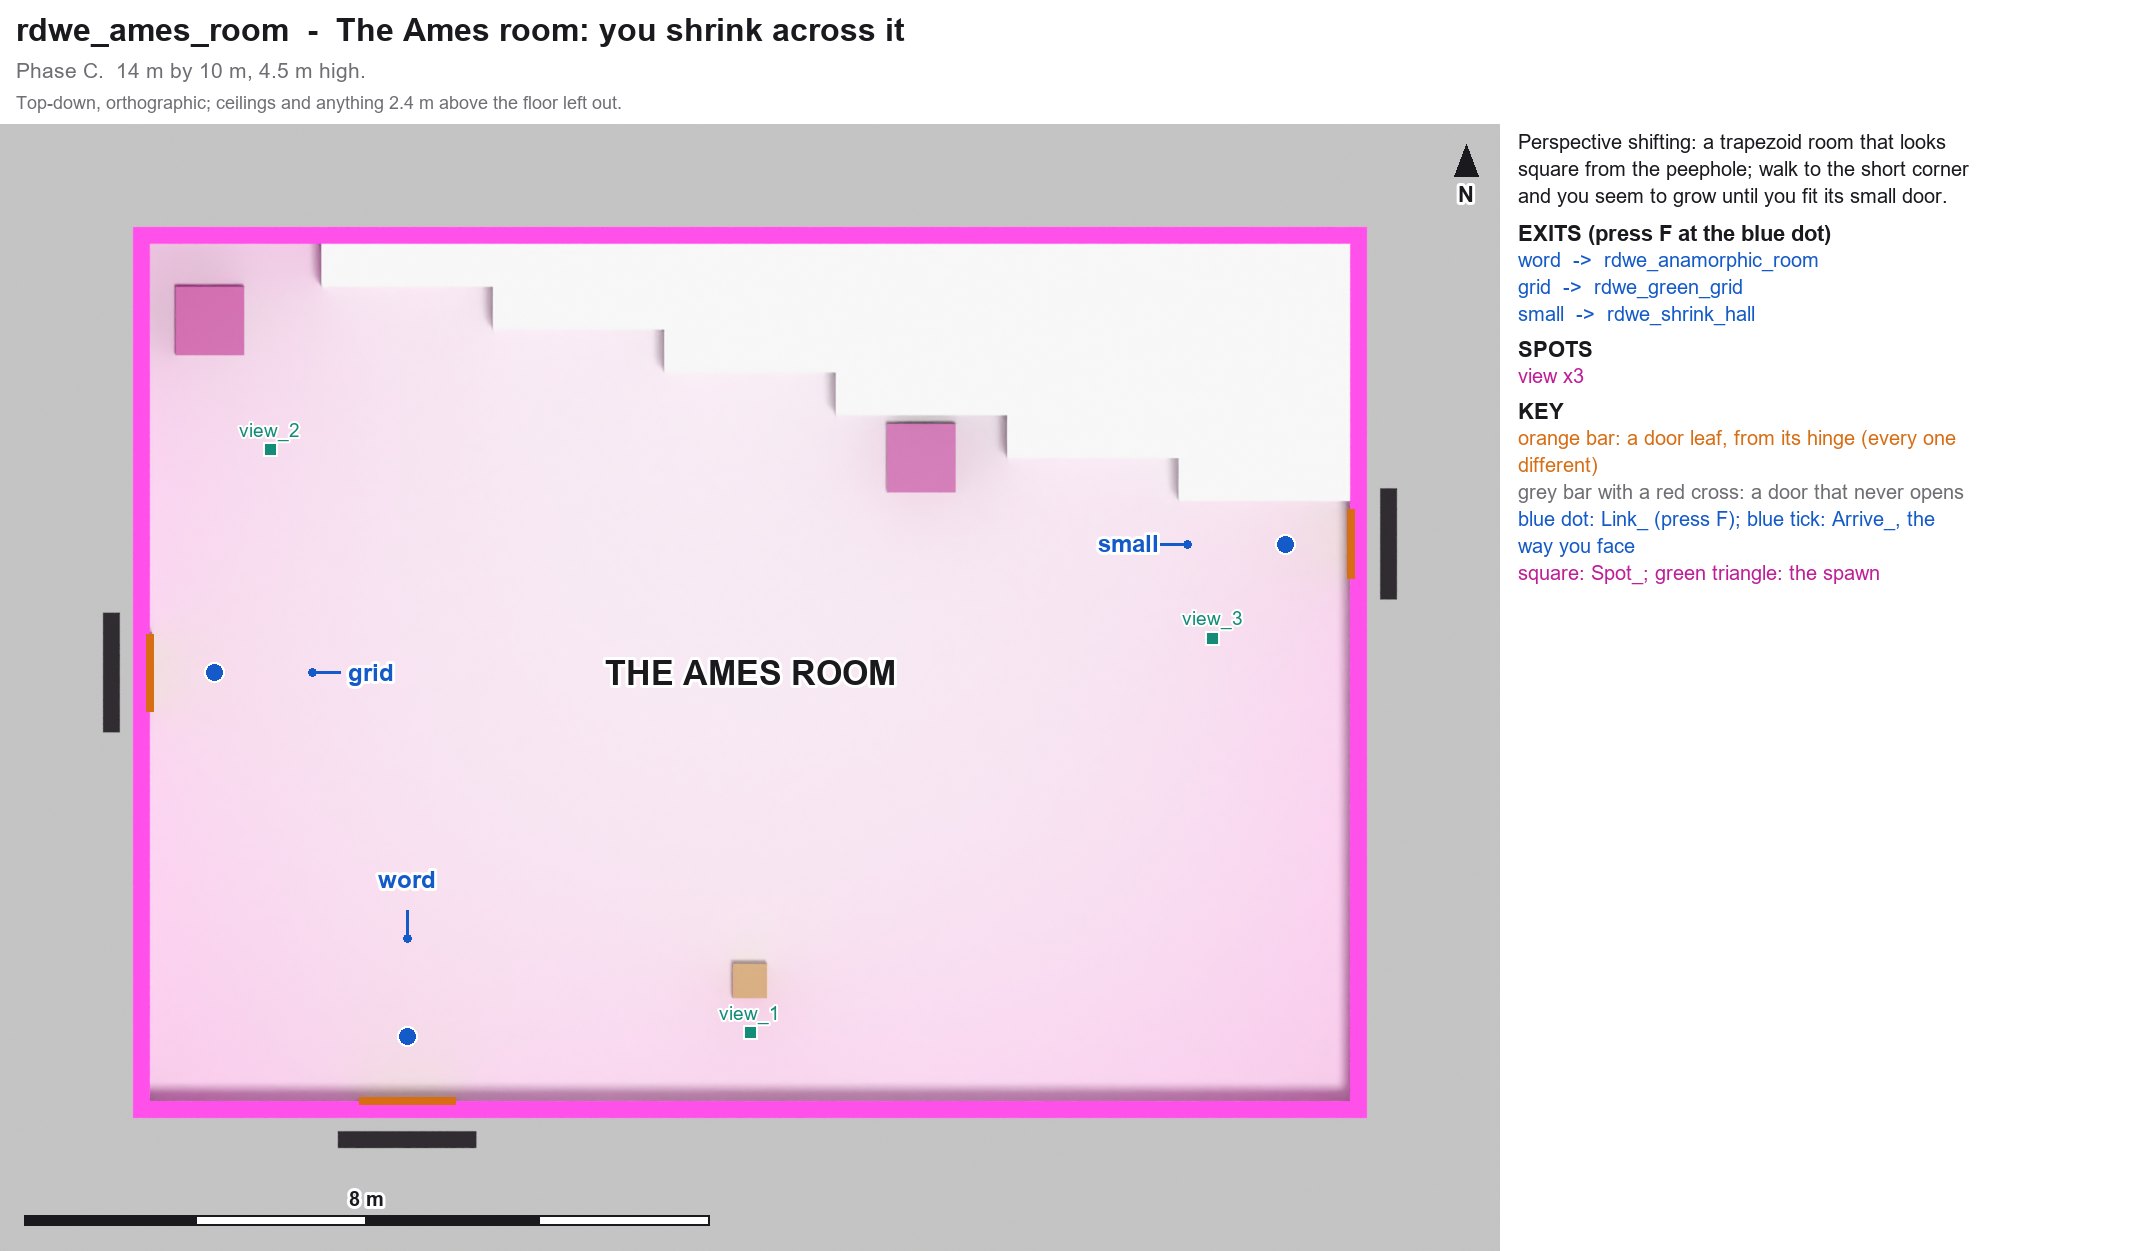 rdwe_ames_room  -  The Ames room: you shrink across it
Phase C.  14 m by 10 m, 4.5 m high.
Top-down, orthographic; ceilings and anything 2.4 m above the floor left out.
N
view_2
small
view_3
grid
THE AMES ROOM
word
view_1
8 m
Perspective shifting: a trapezoid room that looks
square from the peephole; walk to the short corner
and you seem to grow until you fit its small door.
EXITS (press F at the blue dot)
word  ->  rdwe_anamorphic_room
grid  ->  rdwe_green_grid
small  ->  rdwe_shrink_hall
SPOTS
view x3
KEY
orange bar: a door leaf, from its hinge (every one
different)
grey bar with a red cross: a door that never opens
blue dot: Link_ (press F); blue tick: Arrive_, the
way you face
square: Spot_; green triangle: the spawn